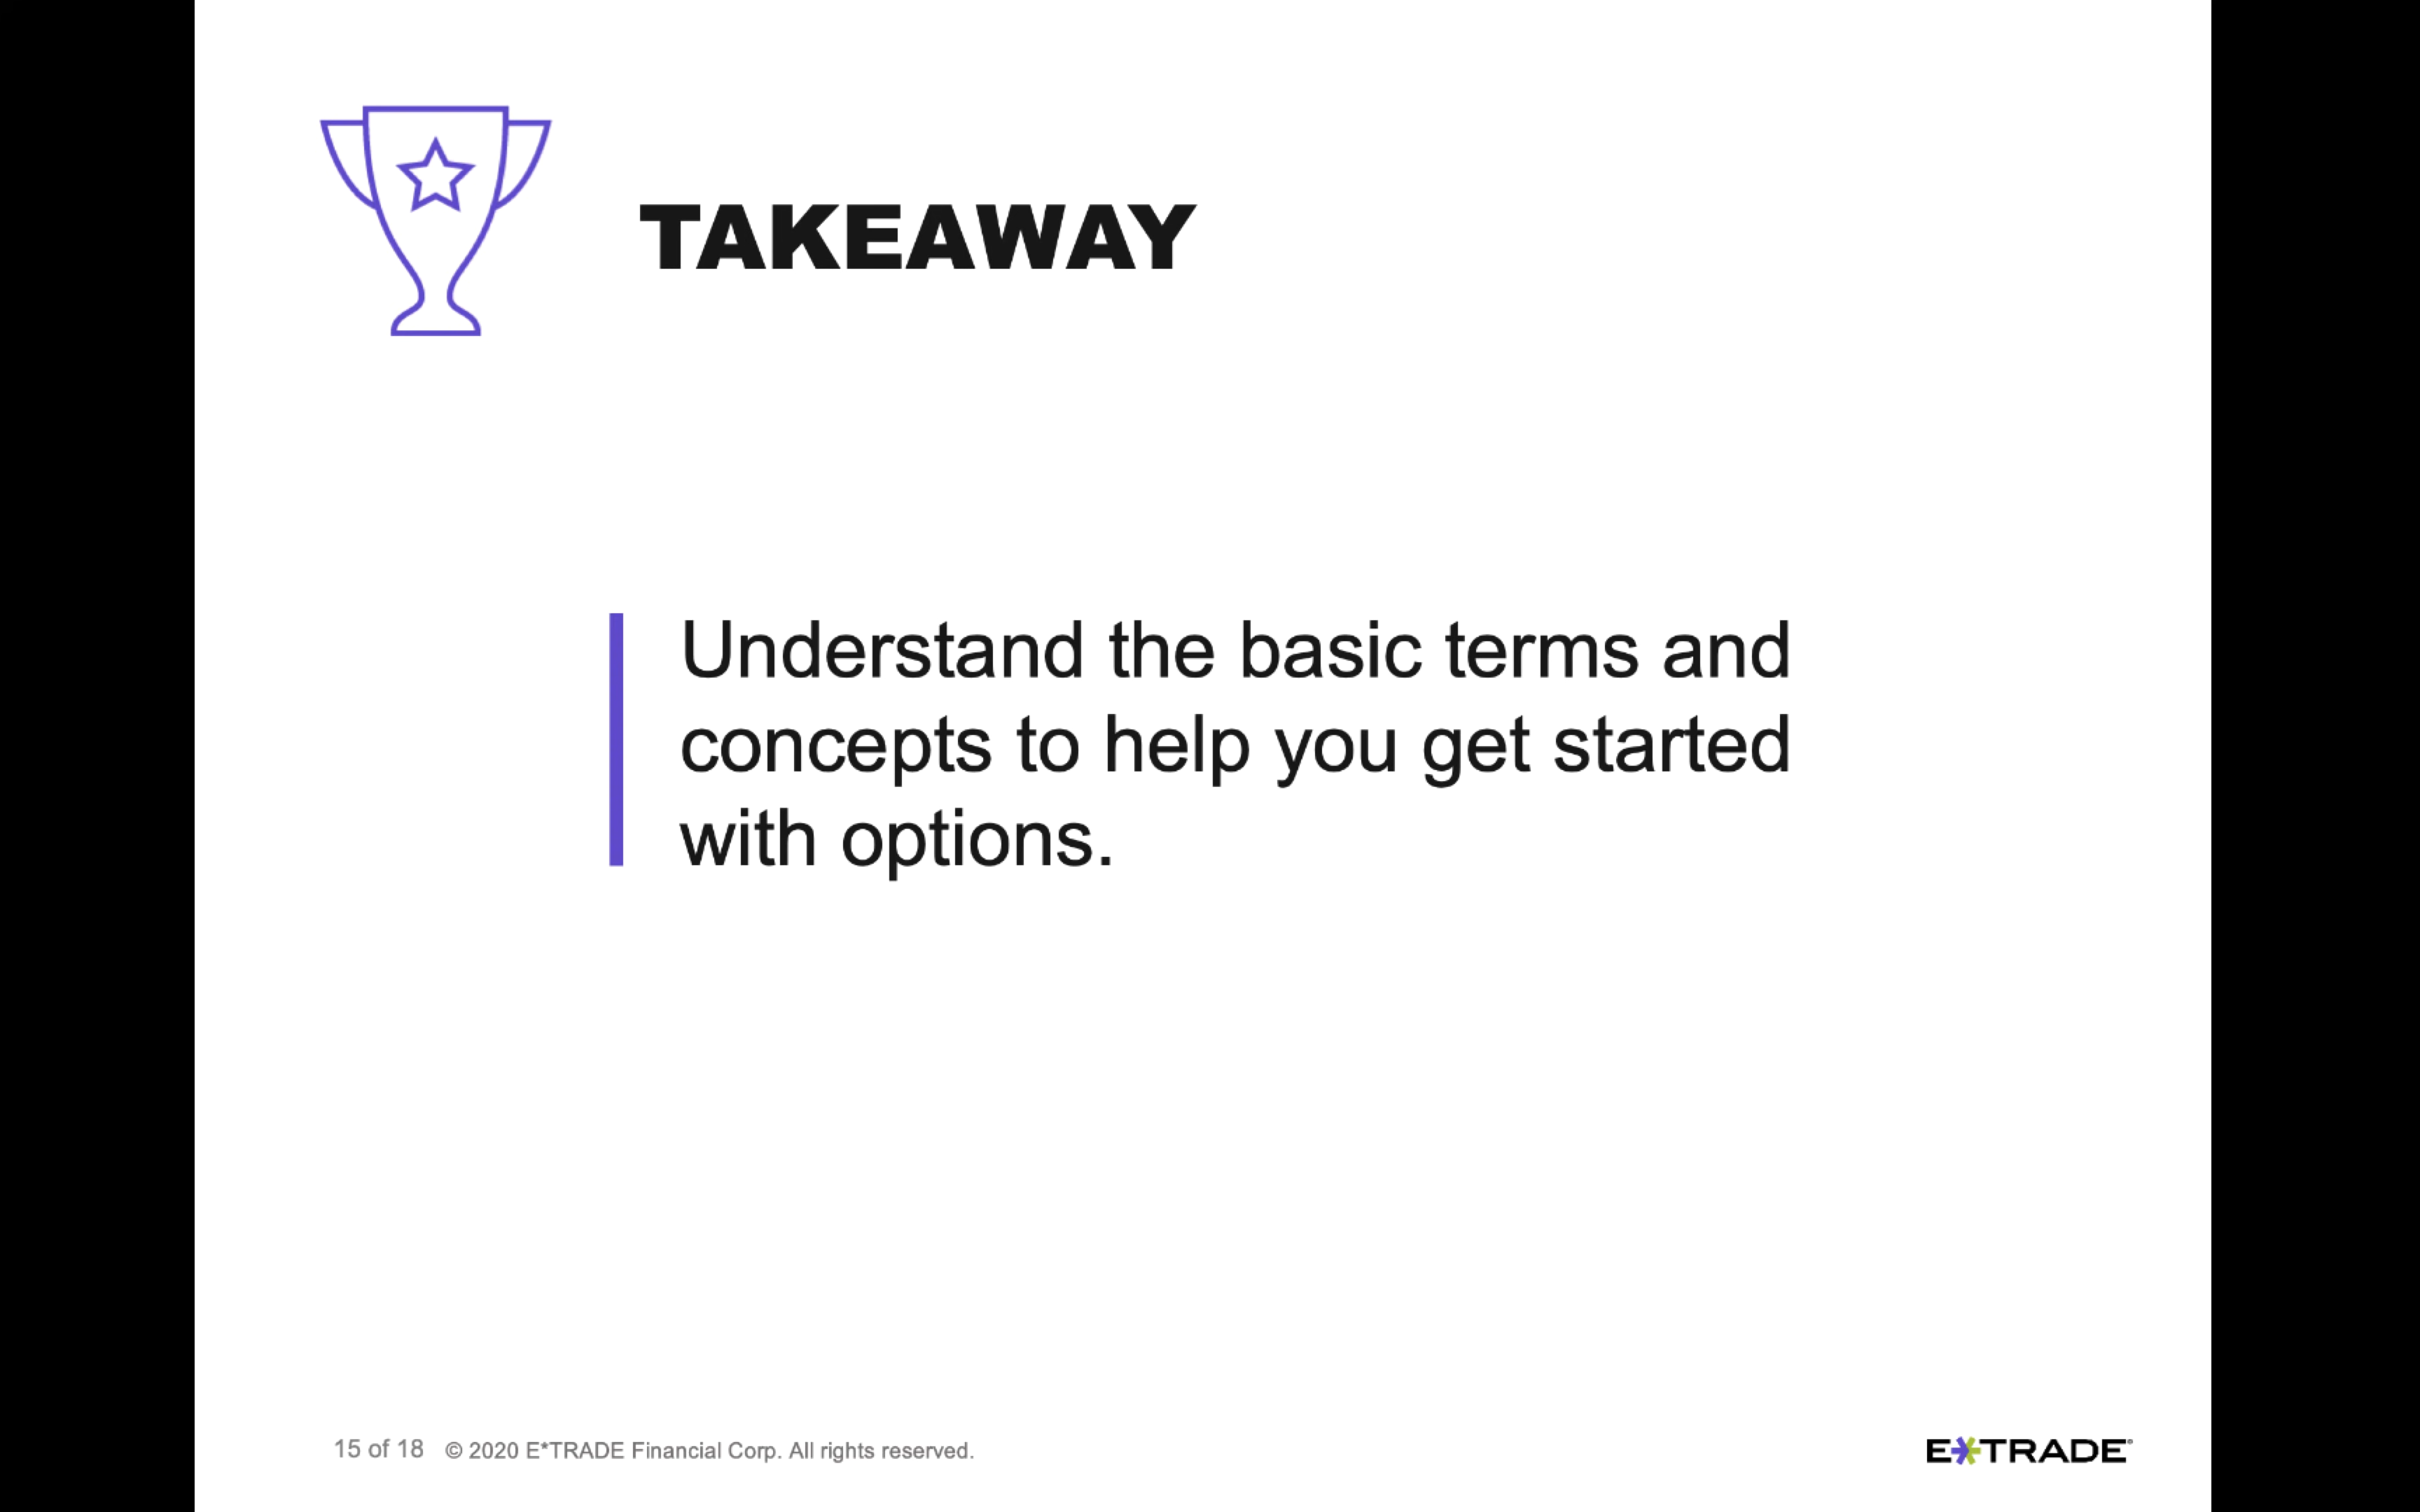 TAKEAWAY
Understand the basic terms and
concepts to help you get started
with options.
15 of 18 © 2020 E*TRADE Financial Corp. All rights reserved.
E*TRADE®